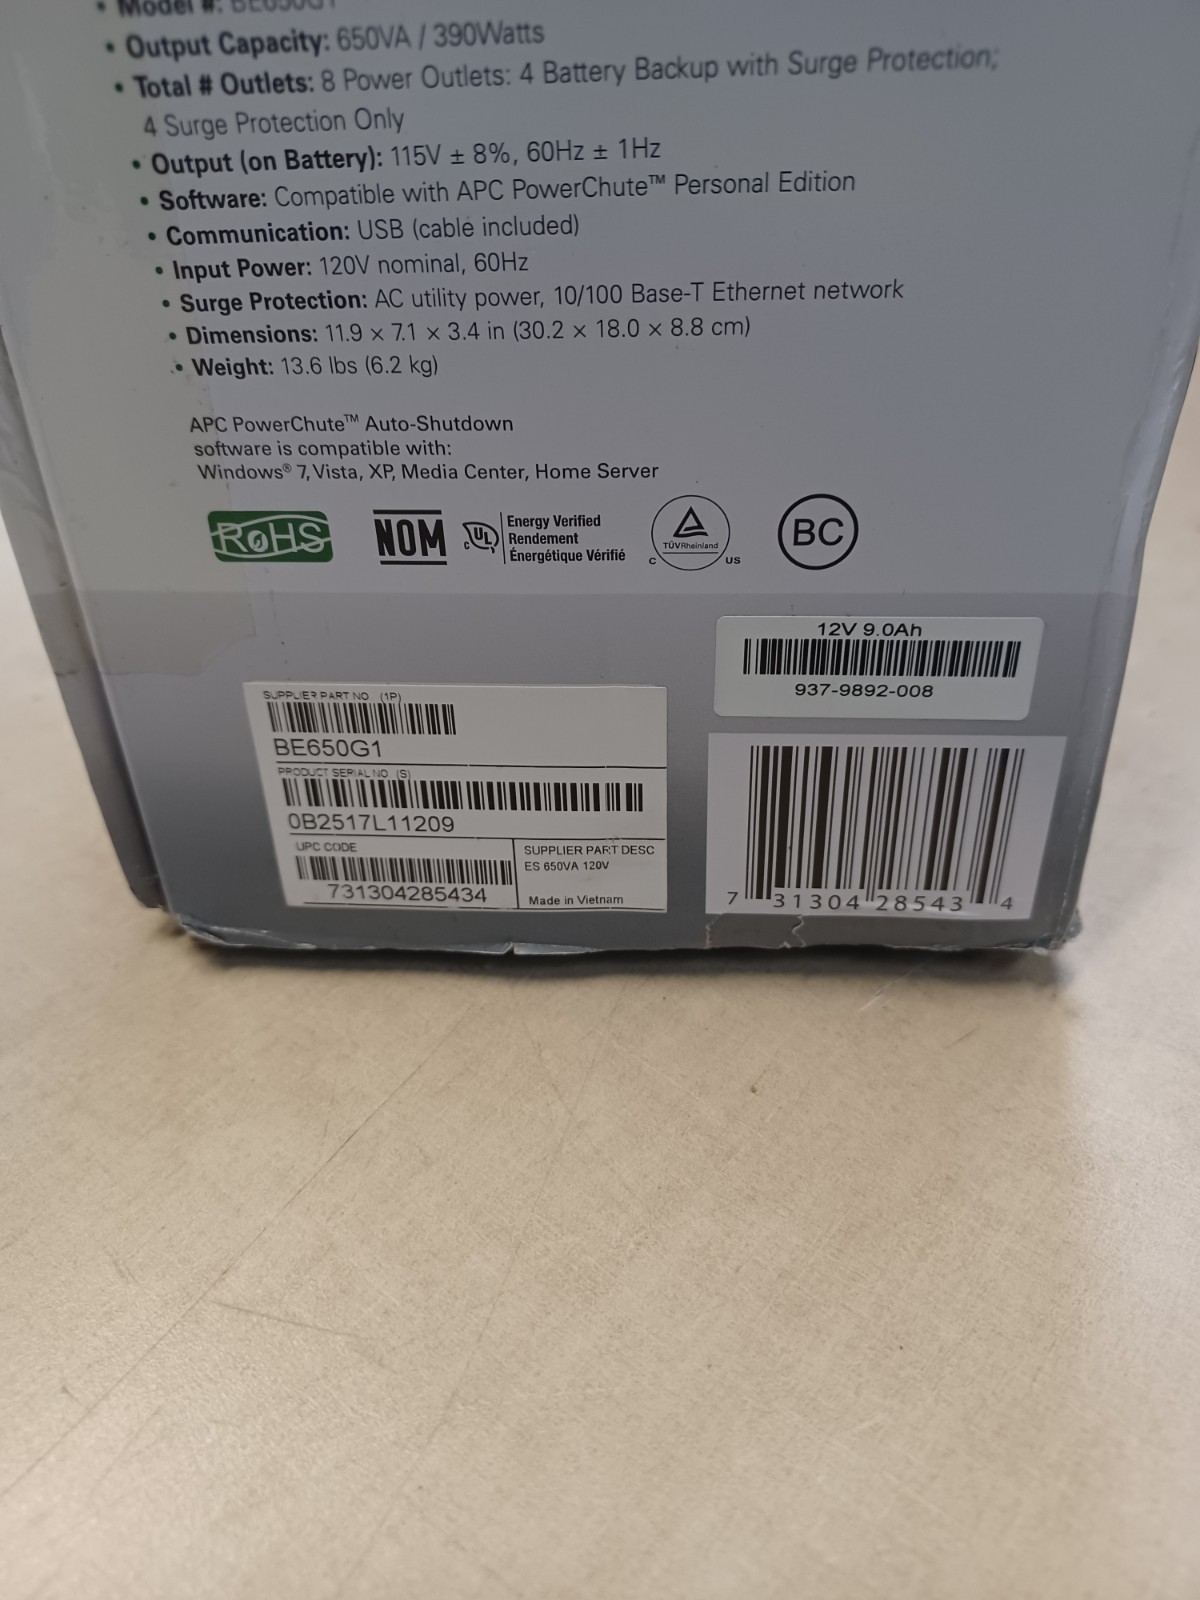 • Model #: BE650G1
• Output Capacity: 650VA / 390Watts
• Total # Outlets: 8 Power Outlets: 4 Battery Backup with Surge Protection;
4 Surge Protection Only
• Output (on Battery): 115V ± 8%, 60Hz ± 1Hz
• Software: Compatible with APC PowerChute™ Personal Edition
• Communication: USB (cable included)
• Input Power: 120V nominal, 60Hz
• Surge Protection: AC utility power, 10/100 Base-T Ethernet network
• Dimensions: 11.9 × 7.1 × 3.4 in (30.2 × 18.0 × 8.8 cm)
• Weight: 13.6 lbs (6.2 kg)
APC PowerChute™ Auto-Shutdown
software is compatible with:
Windows® 7, Vista, XP, Media Center, Home Server
RoHS
NOM
c UL
Energy Verified
Rendement
Énergétique Vérifié
TÜVRheinland
C US
BC
12V 9.0Ah
937-9892-008
SUPPLIER PART NO (1P)
BE650G1
PRODUCT SERIAL NO (S)
0B2517L11209
UPC CODE
731304285434
SUPPLIER PART DESC
ES 650VA 120V
Made in Vietnam
7 31304 28543 4